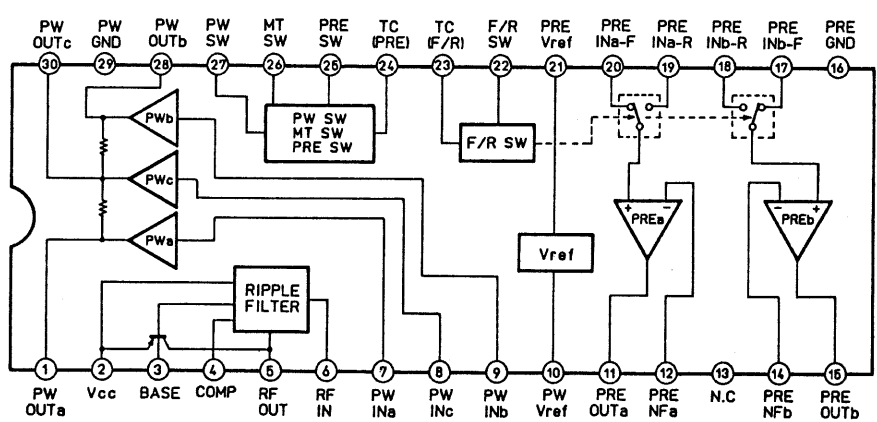 PW PW PW PW MT PRE TC TC F/R PRE PRE PRE PRE PRE PRE
OUTc GND OUTb SW SW SW (PRE) (F/R) SW Vref INa-F INa-R INb-R INb-F GND
30 29 28 27 26 25 24 23 22 21 20 19 18 17 16
PWb
PW SW
MT SW
PRE SW
F/R SW
PWc
PWa
+ − PREa
− + PREb
Vref
RIPPLE
FILTER
1 2 3 4 5 6 7 8 9 10 11 12 13 14 15
PW Vcc BASE COMP RF RF PW PW PW PW PRE PRE N.C PRE PRE
OUTa OUT IN INa INc INb Vref OUTa NFa NFb OUTb